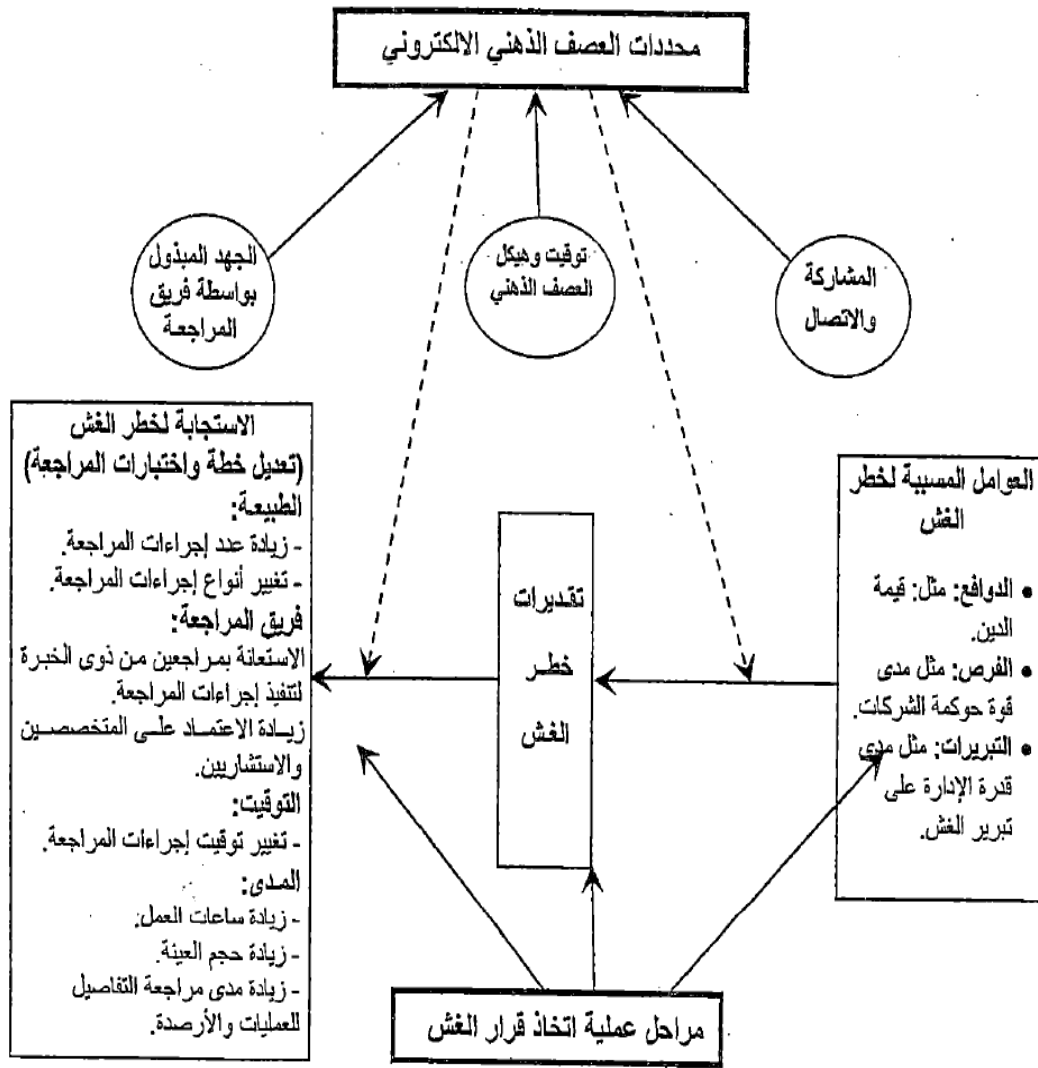 محددات العصف الذهني الالكتروني
المشاركة
والاتصال
توقيت وهيكل
العصف الذهني
الجهد المبذول
بواسطة فريق
المراجعة
العوامل المسببة لخطر
الغش
• الدوافع: مثل: قيمة
الدين.
• الفرص: مثل مدى
قوة حوكمة الشركات.
• التبريرات: مثل مدى
قدرة الإدارة على
تبرير الغش.
تقديرات
خطر
الغش
الاستجابة لخطر الغش
(تعديل خطة واختبارات المراجعة)
الطبيعة:
- زيادة عدد إجراءات المراجعة.
- تغيير أنواع إجراءات المراجعة.
فريق المراجعة:
الاستعانة بمراجعين من ذوى الخبرة
لتنفيذ إجراءات المراجعة.
زيادة الاعتماد على المتخصصين
والاستشاريين.
التوقيت:
- تغيير توقيت إجراءات المراجعة.
المدى:
- زيادة ساعات العمل.
- زيادة حجم العينة.
- زيادة مدى مراجعة التفاصيل
للعمليات والأرصدة.
مراحل عملية اتخاذ قرار الغش